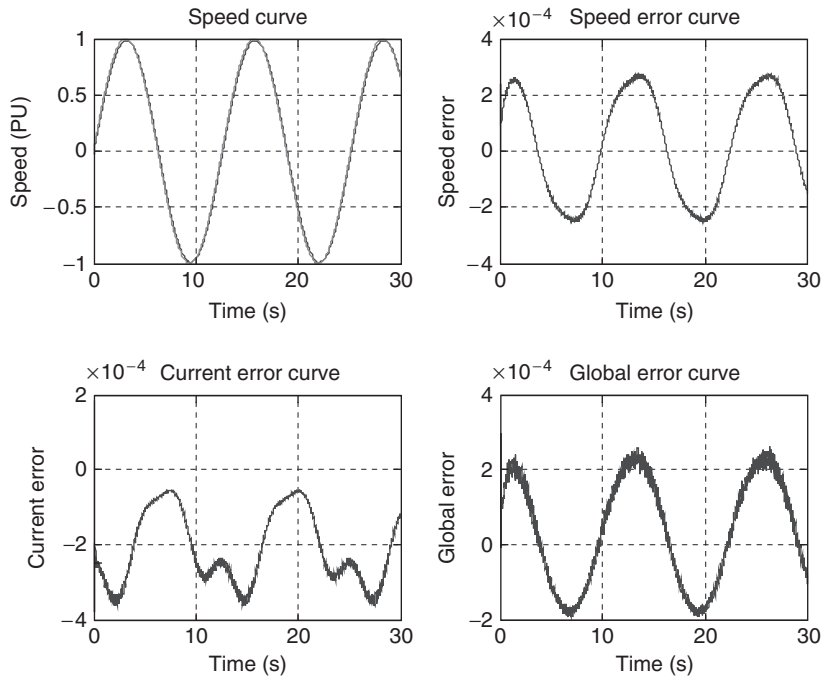 Speed curve
Speed (PU)
1
0.5
0
−0.5
−1
0 10 20 30
Time (s)
×10−4 Speed error curve
Speed error
4
2
0
−2
−4
0 10 20 30
Time (s)
×10−4 Current error curve
Current error
2
0
−2
−4
0 10 20 30
Time (s)
×10−4 Global error curve
Global error
4
2
0
−2
0 10 20 30
Time (s)